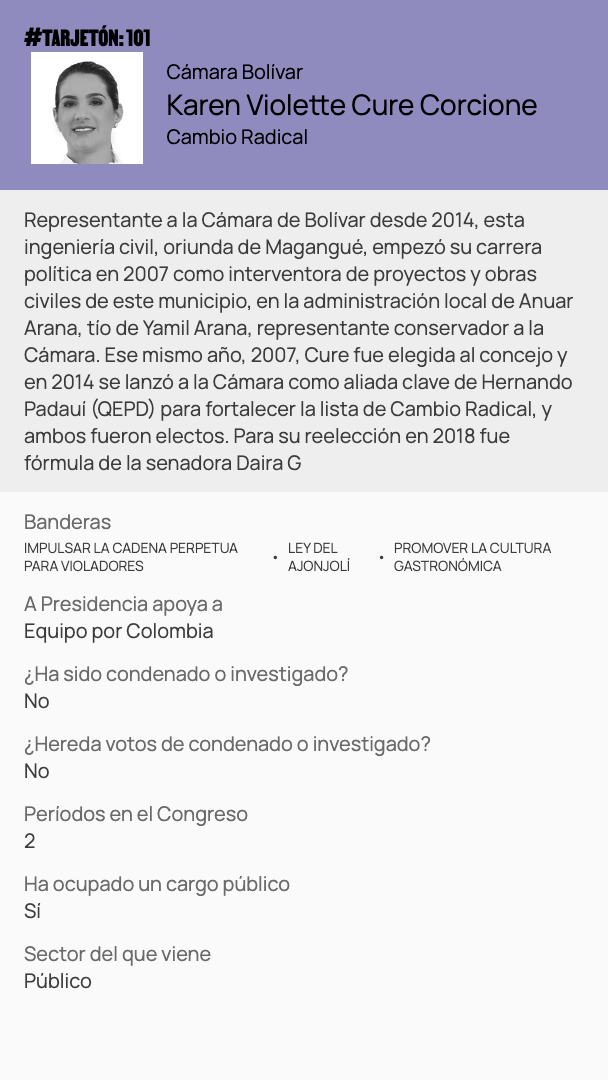 #TARJETÓN: 101
Cámara Bolívar
Karen Violette Cure Corcione
Cambio Radical
Representante a la Cámara de Bolívar desde 2014, esta
ingeniería civil, oriunda de Magangué, empezó su carrera
política en 2007 como interventora de proyectos y obras
civiles de este municipio, en la administración local de Anuar
Arana, tío de Yamil Arana, representante conservador a la
Cámara. Ese mismo año, 2007, Cure fue elegida al concejo y
en 2014 se lanzó a la Cámara como aliada clave de Hernando
Padauí (QEPD) para fortalecer la lista de Cambio Radical, y
ambos fueron electos. Para su reelección en 2018 fue
fórmula de la senadora Daira G
Banderas
IMPULSAR LA CADENA PERPETUA
PARA VIOLADORES
• LEY DEL
AJONJOLÍ
• PROMOVER LA CULTURA
GASTRONÓMICA
A Presidencia apoya a
Equipo por Colombia
¿Ha sido condenado o investigado?
No
¿Hereda votos de condenado o investigado?
No
Períodos en el Congreso
2
Ha ocupado un cargo público
Sí
Sector del que viene
Público